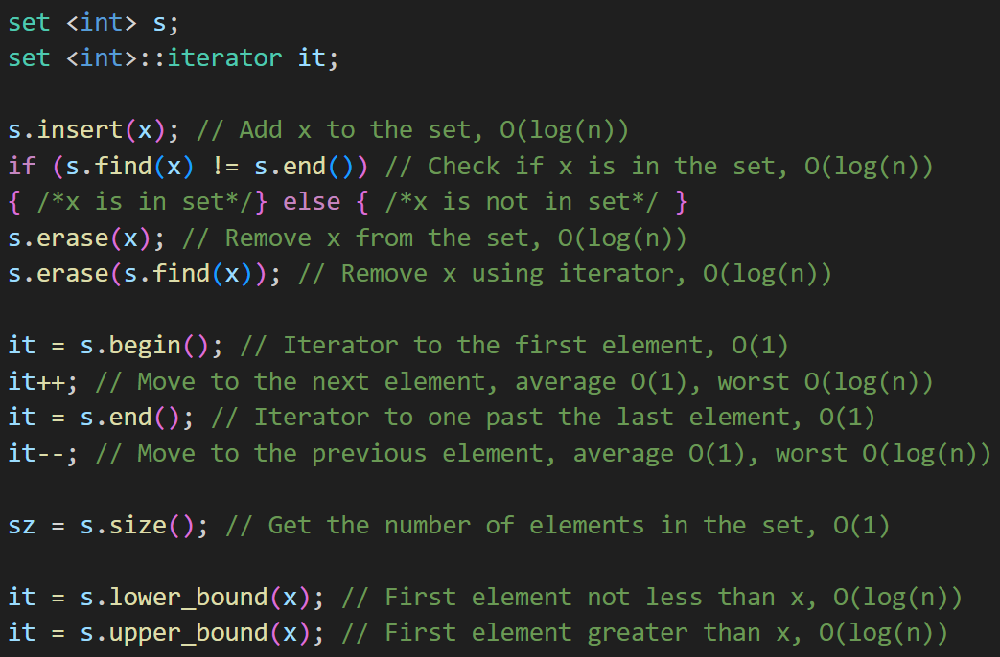 set <int> s;
set <int>::iterator it;
s.insert(x); // Add x to the set, O(log(n))
if (s.find(x) != s.end()) // Check if x is in the set, O(log(n))
{ /*x is in set*/} else { /*x is not in set*/ }
s.erase(x); // Remove x from the set, O(log(n))
s.erase(s.find(x)); // Remove x using iterator, O(log(n))
it = s.begin(); // Iterator to the first element, O(1)
it++; // Move to the next element, average O(1), worst O(log(n))
it = s.end(); // Iterator to one past the last element, O(1)
it--; // Move to the previous element, average O(1), worst O(log(n))
sz = s.size(); // Get the number of elements in the set, O(1)
it = s.lower_bound(x); // First element not less than x, O(log(n))
it = s.upper_bound(x); // First element greater than x, O(log(n))